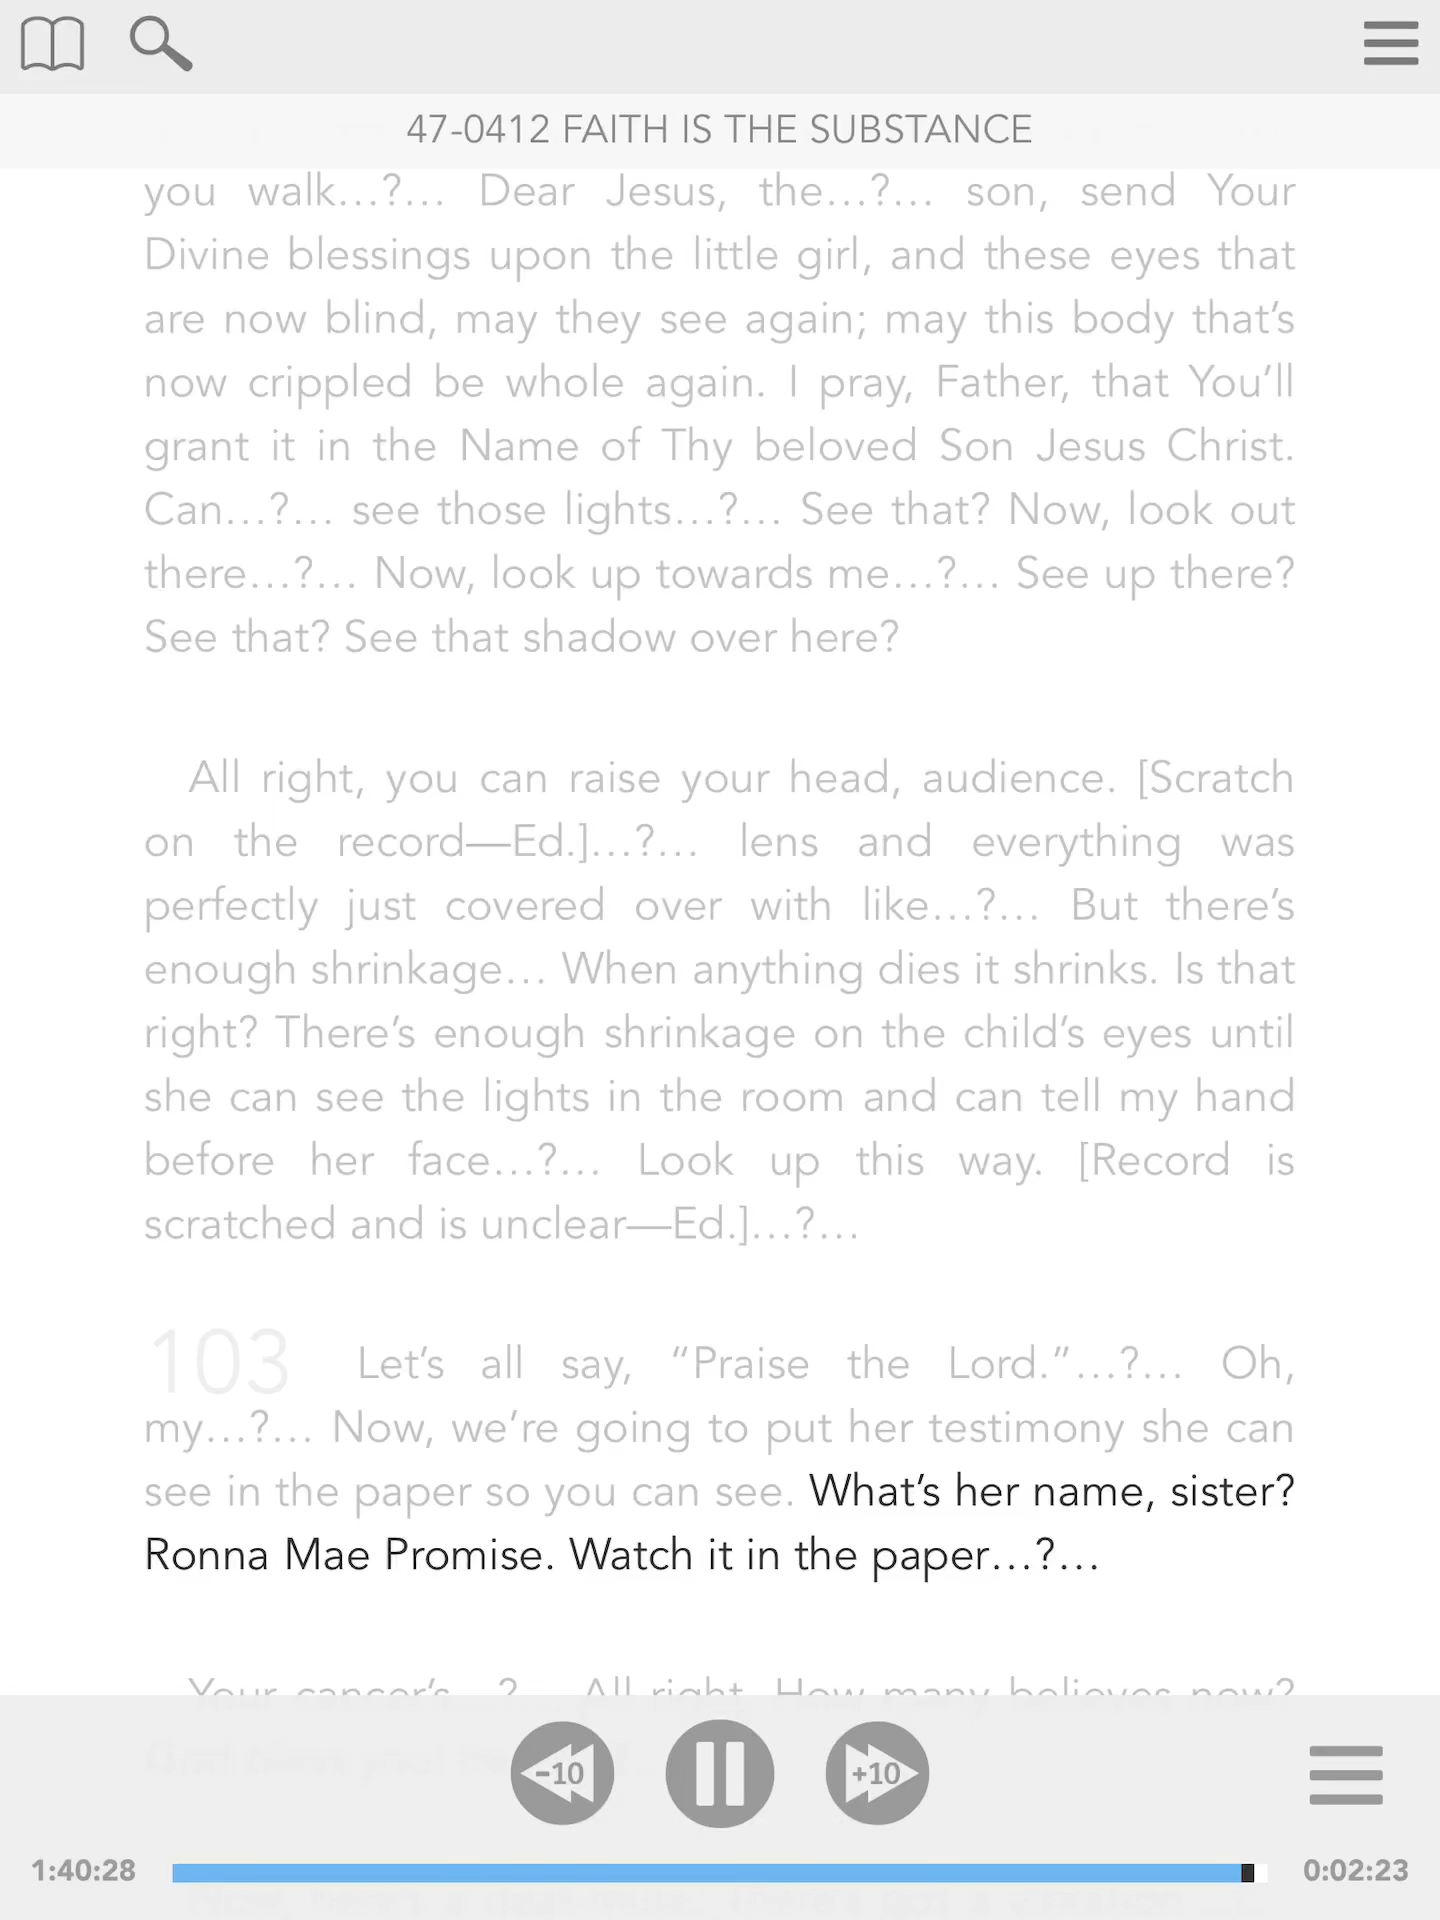 47-0412 FAITH IS THE SUBSTANCE
you walk…?… Dear Jesus, the…?… son, send Your
Divine blessings upon the little girl, and these eyes that
are now blind, may they see again; may this body that’s
now crippled be whole again. I pray, Father, that You’ll
grant it in the Name of Thy beloved Son Jesus Christ.
Can…?… see those lights…?… See that? Now, look out
there…?… Now, look up towards me…?… See up there?
See that? See that shadow over here?
All right, you can raise your head, audience. [Scratch
on the record—Ed.]…?… lens and everything was
perfectly just covered over with like…?… But there’s
enough shrinkage… When anything dies it shrinks. Is that
right? There’s enough shrinkage on the child’s eyes until
she can see the lights in the room and can tell my hand
before her face…?… Look up this way. [Record is
scratched and is unclear—Ed.]…?…
103 Let’s all say, “Praise the Lord.”…?… Oh,
my…?… Now, we’re going to put her testimony she can
see in the paper so you can see. What’s her name, sister?
Ronna Mae Promise. Watch it in the paper…?…
Your cancer’s…?… All right. How many believes now?
-10 +10
1:40:28 0:02:23